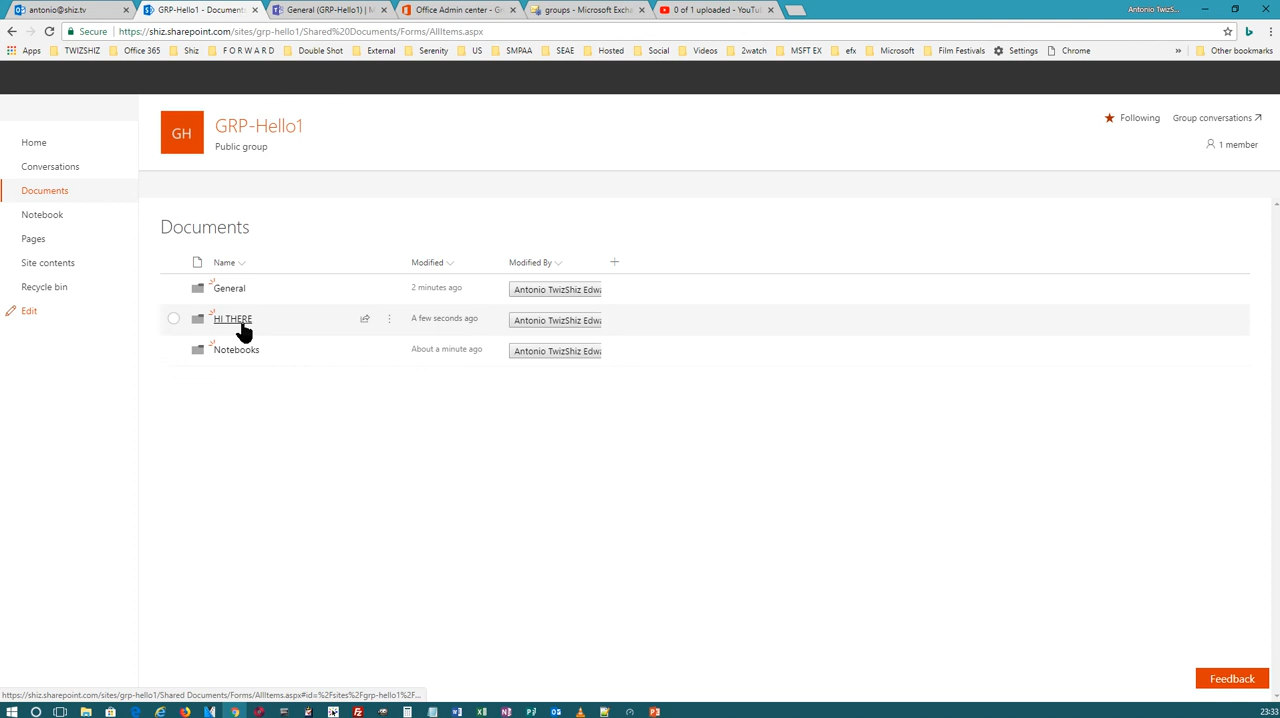 antonio@shiz.tv
GRP-Hello1 - Document
General (GRP-Hello1) | M
Office Admin center - G
groups - Microsoft Exch
0 of 1 uploaded - YouTu
Antonio TwizShiz...
Secure
https://shiz.sharepoint.com/sites/grp-hello1/Shared%20Documents/Forms/AllItems.aspx
Apps
TWIZSHIZ
Office 365
Shiz
F O R W A R D
Double Shot
External
Serenity
US
SMPAA
SEAE
Hosted
Social
Videos
2watch
MSFT EX
efx
Microsoft
Film Festivals
Settings
Chrome
»
Other bookmarks
GH
GRP-Hello1
Public group
Following
Group conversations
1 member
Home
Conversations
Documents
Notebook
Pages
Site contents
Recycle bin
Edit
Documents
Name
Modified
Modified By
General
2 minutes ago
Antonio TwizShiz Edwa
HI THERE
A few seconds ago
Antonio TwizShiz Edwa
Notebooks
About a minute ago
Antonio TwizShiz Edwa
Feedback
https://shiz.sharepoint.com/sites/grp-hello1/Shared Documents/Forms/AllItems.aspx#id=%2Fsites%2Fgrp-hello1%2F...
23:33